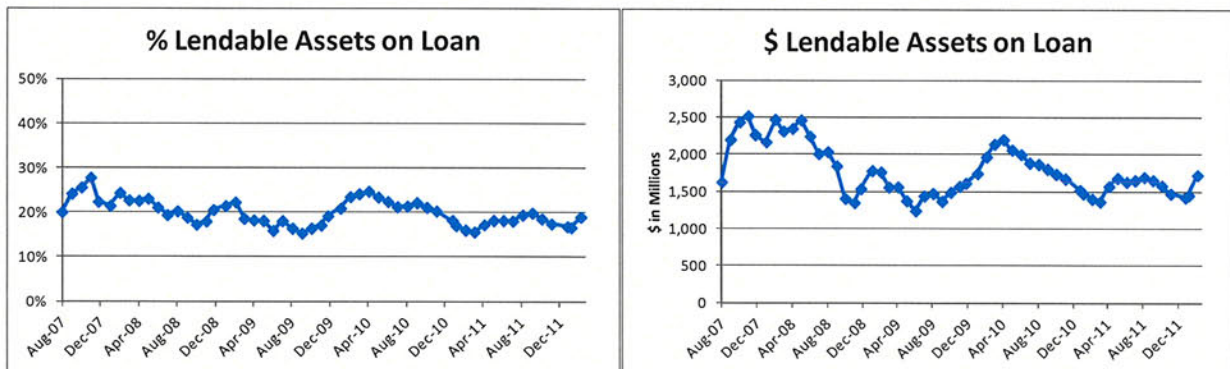 % Lendable Assets on Loan
50%
40%
30%
20%
10%
0%
Aug-07 Dec-07 Apr-08 Aug-08 Dec-08 Apr-09 Aug-09 Dec-09 Apr-10 Aug-10 Dec-10 Apr-11 Aug-11 Dec-11
$ Lendable Assets on Loan
$ in Millions
3,000
2,500
2,000
1,500
1,000
500
0
Aug-07 Dec-07 Apr-08 Aug-08 Dec-08 Apr-09 Aug-09 Dec-09 Apr-10 Aug-10 Dec-10 Apr-11 Aug-11 Dec-11